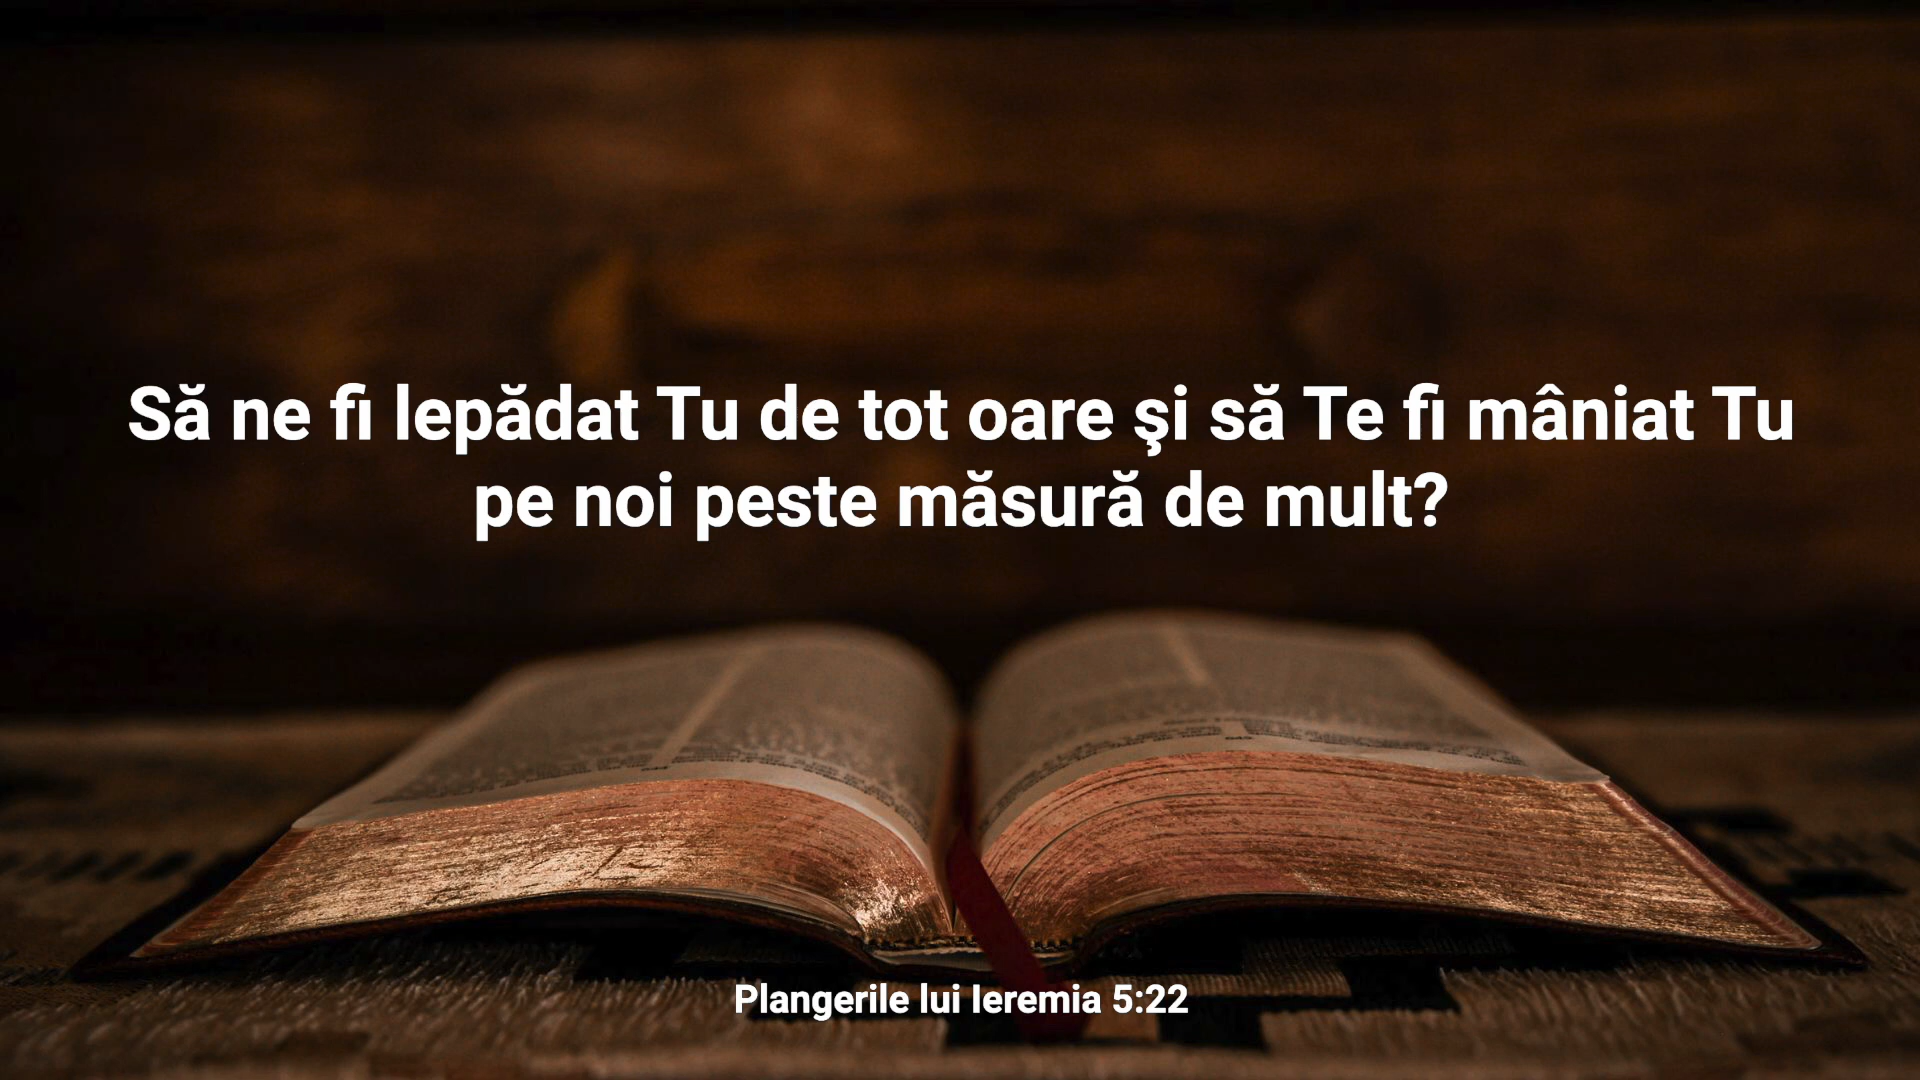 Să ne fi lepădat Tu de tot oare şi să Te fi mâniat Tu
pe noi peste măsură de mult?
Plangerile lui Ieremia 5:22